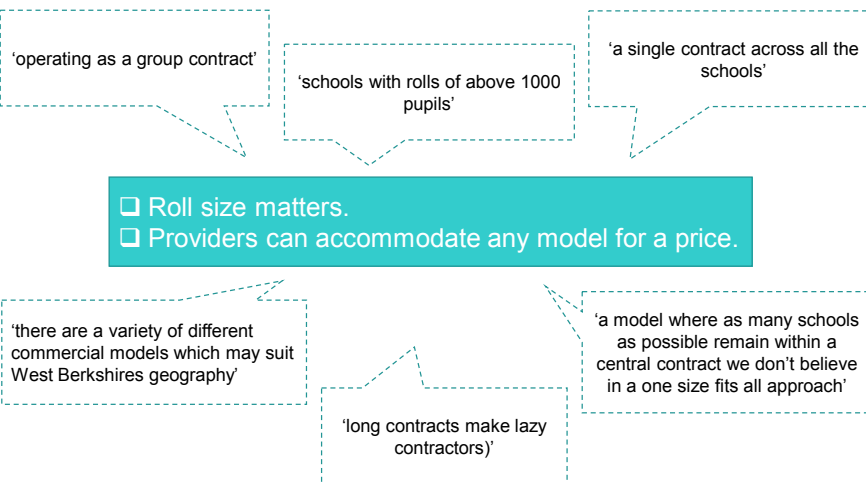 ‘operating as a group contract’
‘schools with rolls of above 1000
pupils’
‘a single contract across all the
schools’
❑ Roll size matters.
❑ Providers can accommodate any model for a price.
‘there are a variety of different
commercial models which may suit
West Berkshires geography’
‘long contracts make lazy
contractors)’
‘a model where as many schools
as possible remain within a
central contract we don’t believe
in a one size fits all approach’